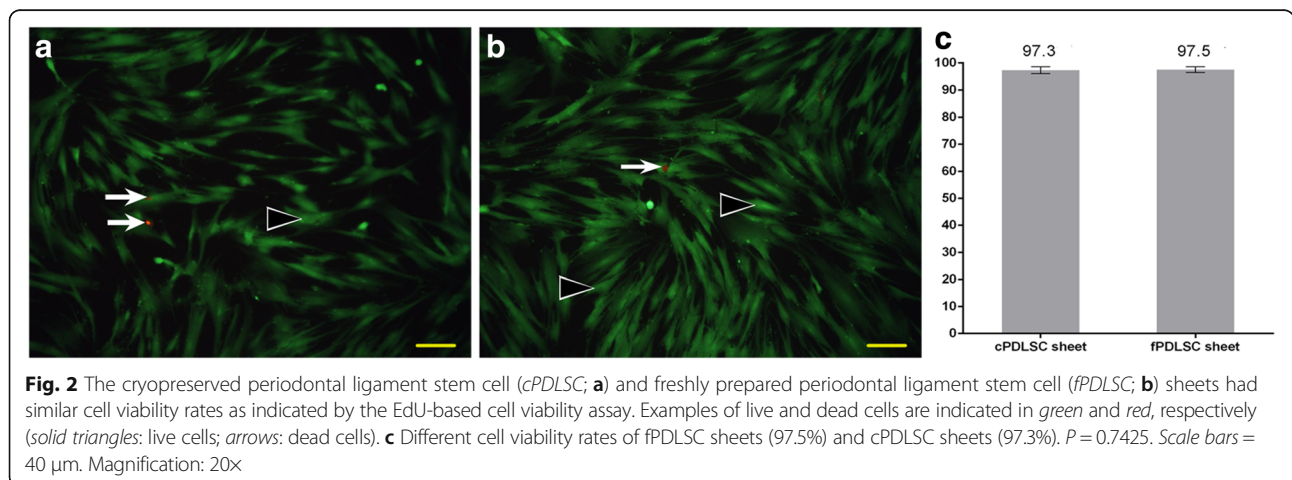 a
b
c
97.3
97.5
100
90
80
70
60
50
40
30
20
10
0
cPDLSC sheet
fPDLSC sheet
Fig. 2 The cryopreserved periodontal ligament stem cell (cPDLSC; a) and freshly prepared periodontal ligament stem cell (fPDLSC; b) sheets had
similar cell viability rates as indicated by the EdU-based cell viability assay. Examples of live and dead cells are indicated in green and red, respectively
(solid triangles: live cells; arrows: dead cells). c Different cell viability rates of fPDLSC sheets (97.5%) and cPDLSC sheets (97.3%). P = 0.7425. Scale bars =
40 μm. Magnification: 20×